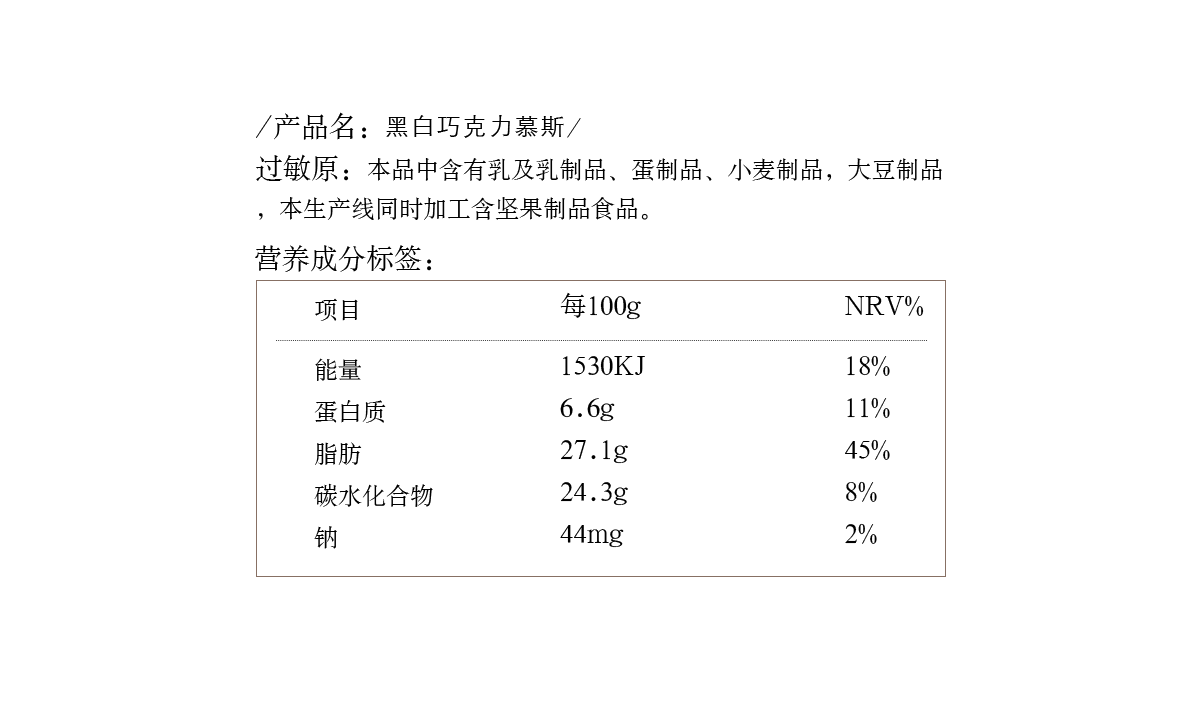 /产品名：黑白巧克力慕斯/
过敏原：本品中含有乳及乳制品、蛋制品、小麦制品，大豆制品
，本生产线同时加工含坚果制品食品。
营养成分标签：
项目 每100g NRV%
能量 1530KJ 18%
蛋白质 6.6g 11%
脂肪 27.1g 45%
碳水化合物 24.3g 8%
钠 44mg 2%